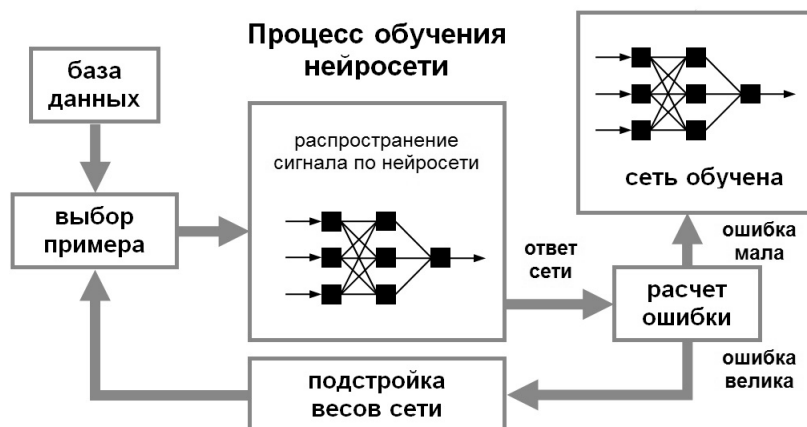 Процесс обучения
нейросети
база
данных
выбор
примера
распространение
сигнала по нейросети
ответ
сети
расчет
ошибки
ошибка
мала
сеть обучена
ошибка
велика
подстройка
весов сети